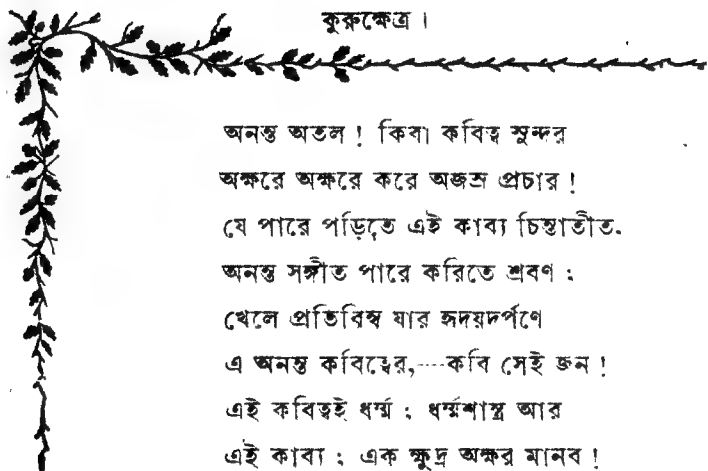 কুরুক্ষেত্র।
অনন্ত অতল! কিবা কবিত্ব সুন্দর
অক্ষরে অক্ষরে করে অজস্র প্রচার!
যে পারে পড়িতে এই কাব্য চিন্তাতীত.
অনন্ত সঙ্গীত পারে করিতে শ্রবণ;
খেলে প্রতিবিম্ব যার হৃদয়দর্পণে
এ অনন্ত কবিত্বের,—কবি সেই জন!
এই কবিত্বই ধর্ম্ম; ধর্ম্মশাস্ত্র আর
এই কাব্য; এক ক্ষুদ্র অক্ষর মানব!